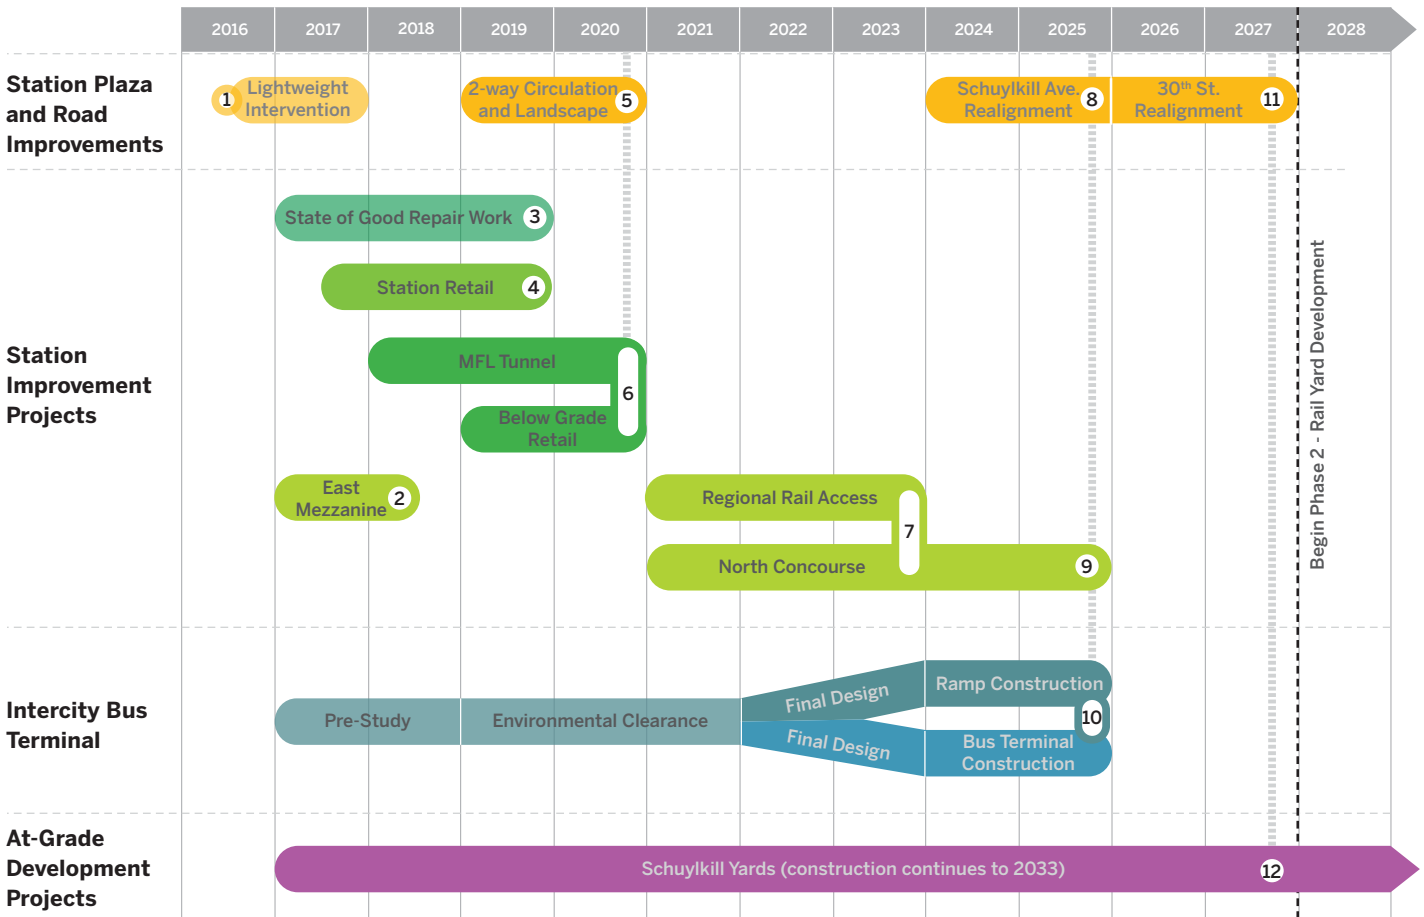 2016 2017 2018 2019 2020 2021 2022 2023 2024 2025 2026 2027 2028
Station Plaza
and Road
Improvements
1
Lightweight
Intervention
2-way Circulation
and Landscape
5
Schuylkill Ave.
Realignment
8
30th St.
Realignment
11
Station
Improvement
Projects
State of Good Repair Work
3
Station Retail
4
MFL Tunnel
6
Below Grade
Retail
East
Mezzanine
2
Regional Rail Access
7
North Concourse
9
Begin Phase 2 - Rail Yard Development
Intercity Bus
Terminal
Pre-Study
Environmental Clearance
Final Design
Final Design
Ramp Construction
10
Bus Terminal
Construction
At-Grade
Development
Projects
Schuylkill Yards (construction continues to 2033)
12